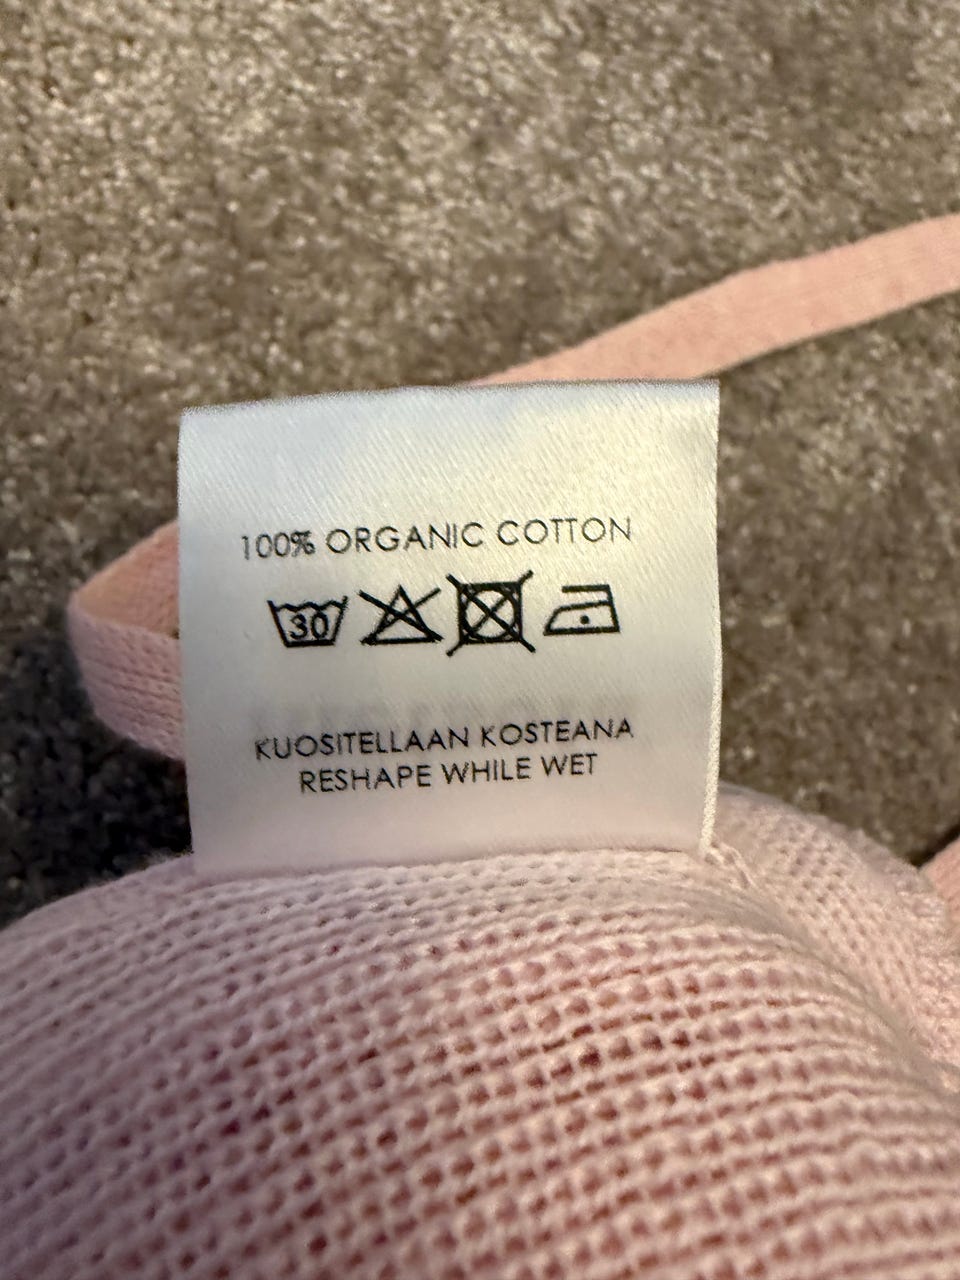 100% ORGANIC COTTON
30
KUOSITELLAAN KOSTEANA
RESHAPE WHILE WET